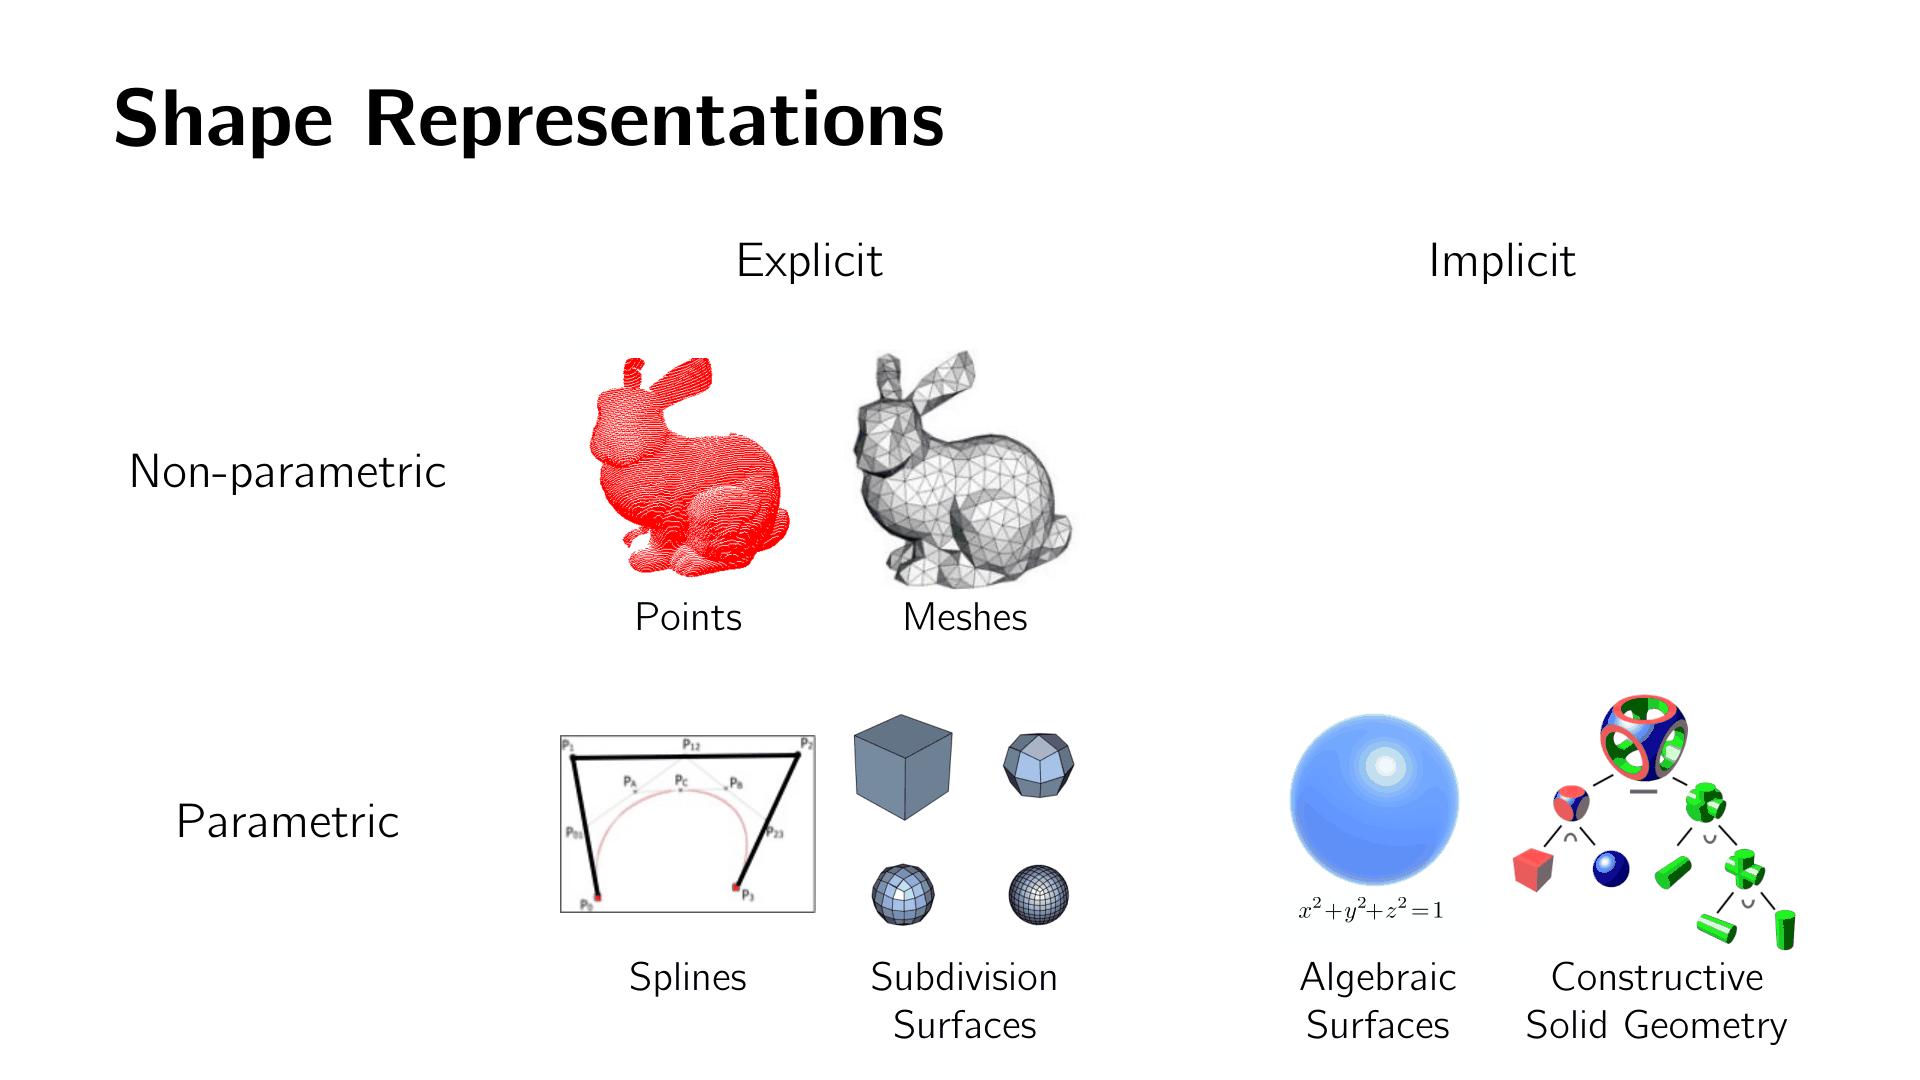 Shape Representations
Explicit
Implicit
Non-parametric
Points
Meshes
Parametric
P1
P12
P2
PA
PC
PB
P01
P23
P0
P3
x²+y²+z²=1
Splines
Subdivision
Surfaces
Algebraic
Surfaces
Constructive
Solid Geometry